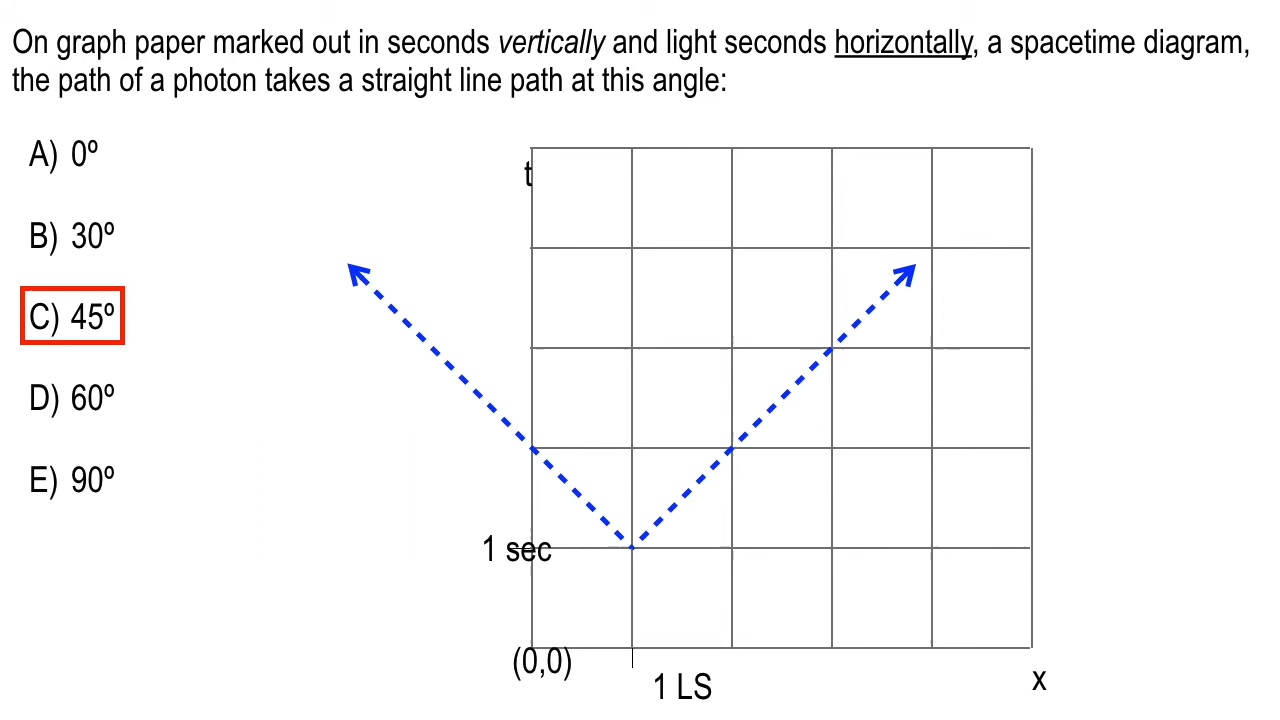 On graph paper marked out in seconds vertically and light seconds horizontally, a spacetime diagram,
the path of a photon takes a straight line path at this angle:
A) 0º
B) 30º
C) 45º
D) 60º
E) 90º
t
1 sec
(0,0)
1 LS
x